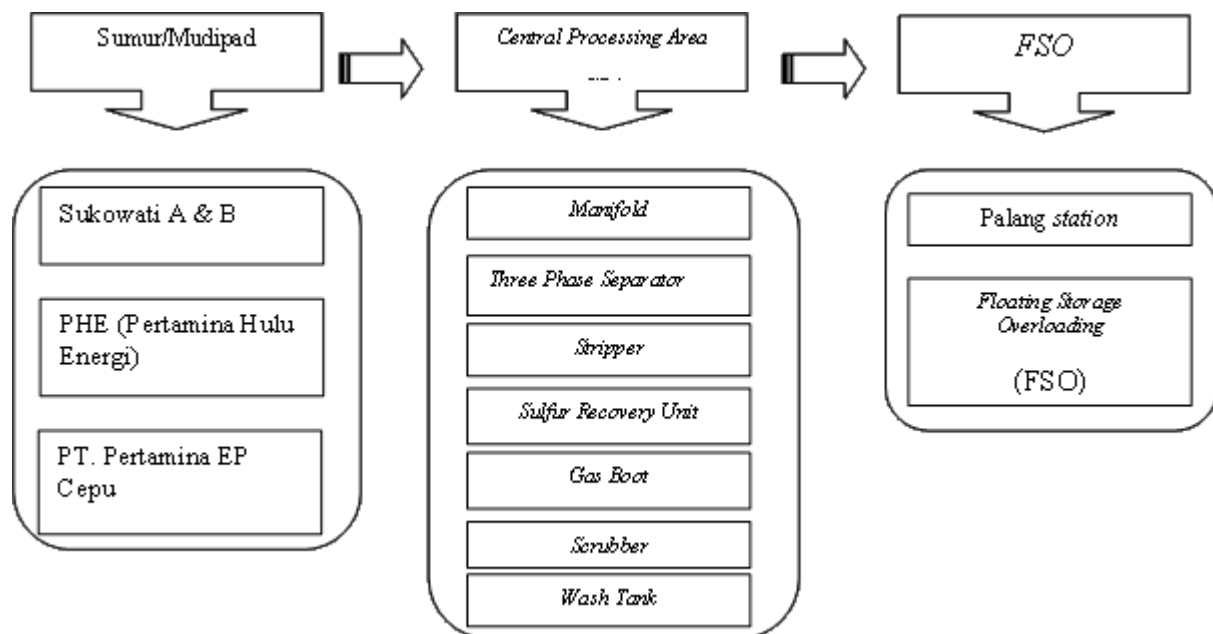 Sumur/Mudipad
Central Processing Area
FSO
Sukowati A & B
PHE (Pertamina Hulu
Energi)
PT. Pertamina EP
Cepu
Manifold
Three Phase Separator
Stripper
Sulfur Recovery Unit
Gas Boot
Scrubber
Wash Tank
Palang station
Floating Storage
Overloading
(FSO)